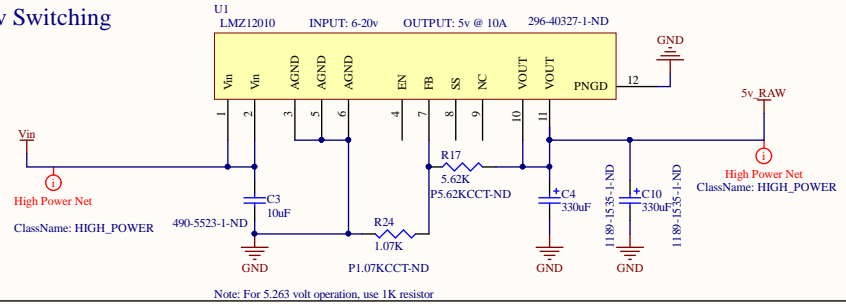 v Switching
U1
LMZ12010 INPUT: 6-20v OUTPUT: 5v @ 10A 296-40327-1-ND
Vin Vin AGND AGND AGND EN FB SS NC VOUT VOUT PNGD 12
GND
1 2 3 5 6 4 7 8 9 10 11
5v_RAW
Vin
i
High Power Net
ClassName: HIGH_POWER
C3
10uF
490-5523-1-ND
GND
R17
5.62K
P5.62KCCT-ND
R24
1.07K
P1.07KCCT-ND
C4
330uF
1189-1535-1-ND
GND
C10
330uF
1189-1535-1-ND
GND
i
High Power Net
ClassName: HIGH_POWER
Note: For 5.263 volt operation, use 1K resistor